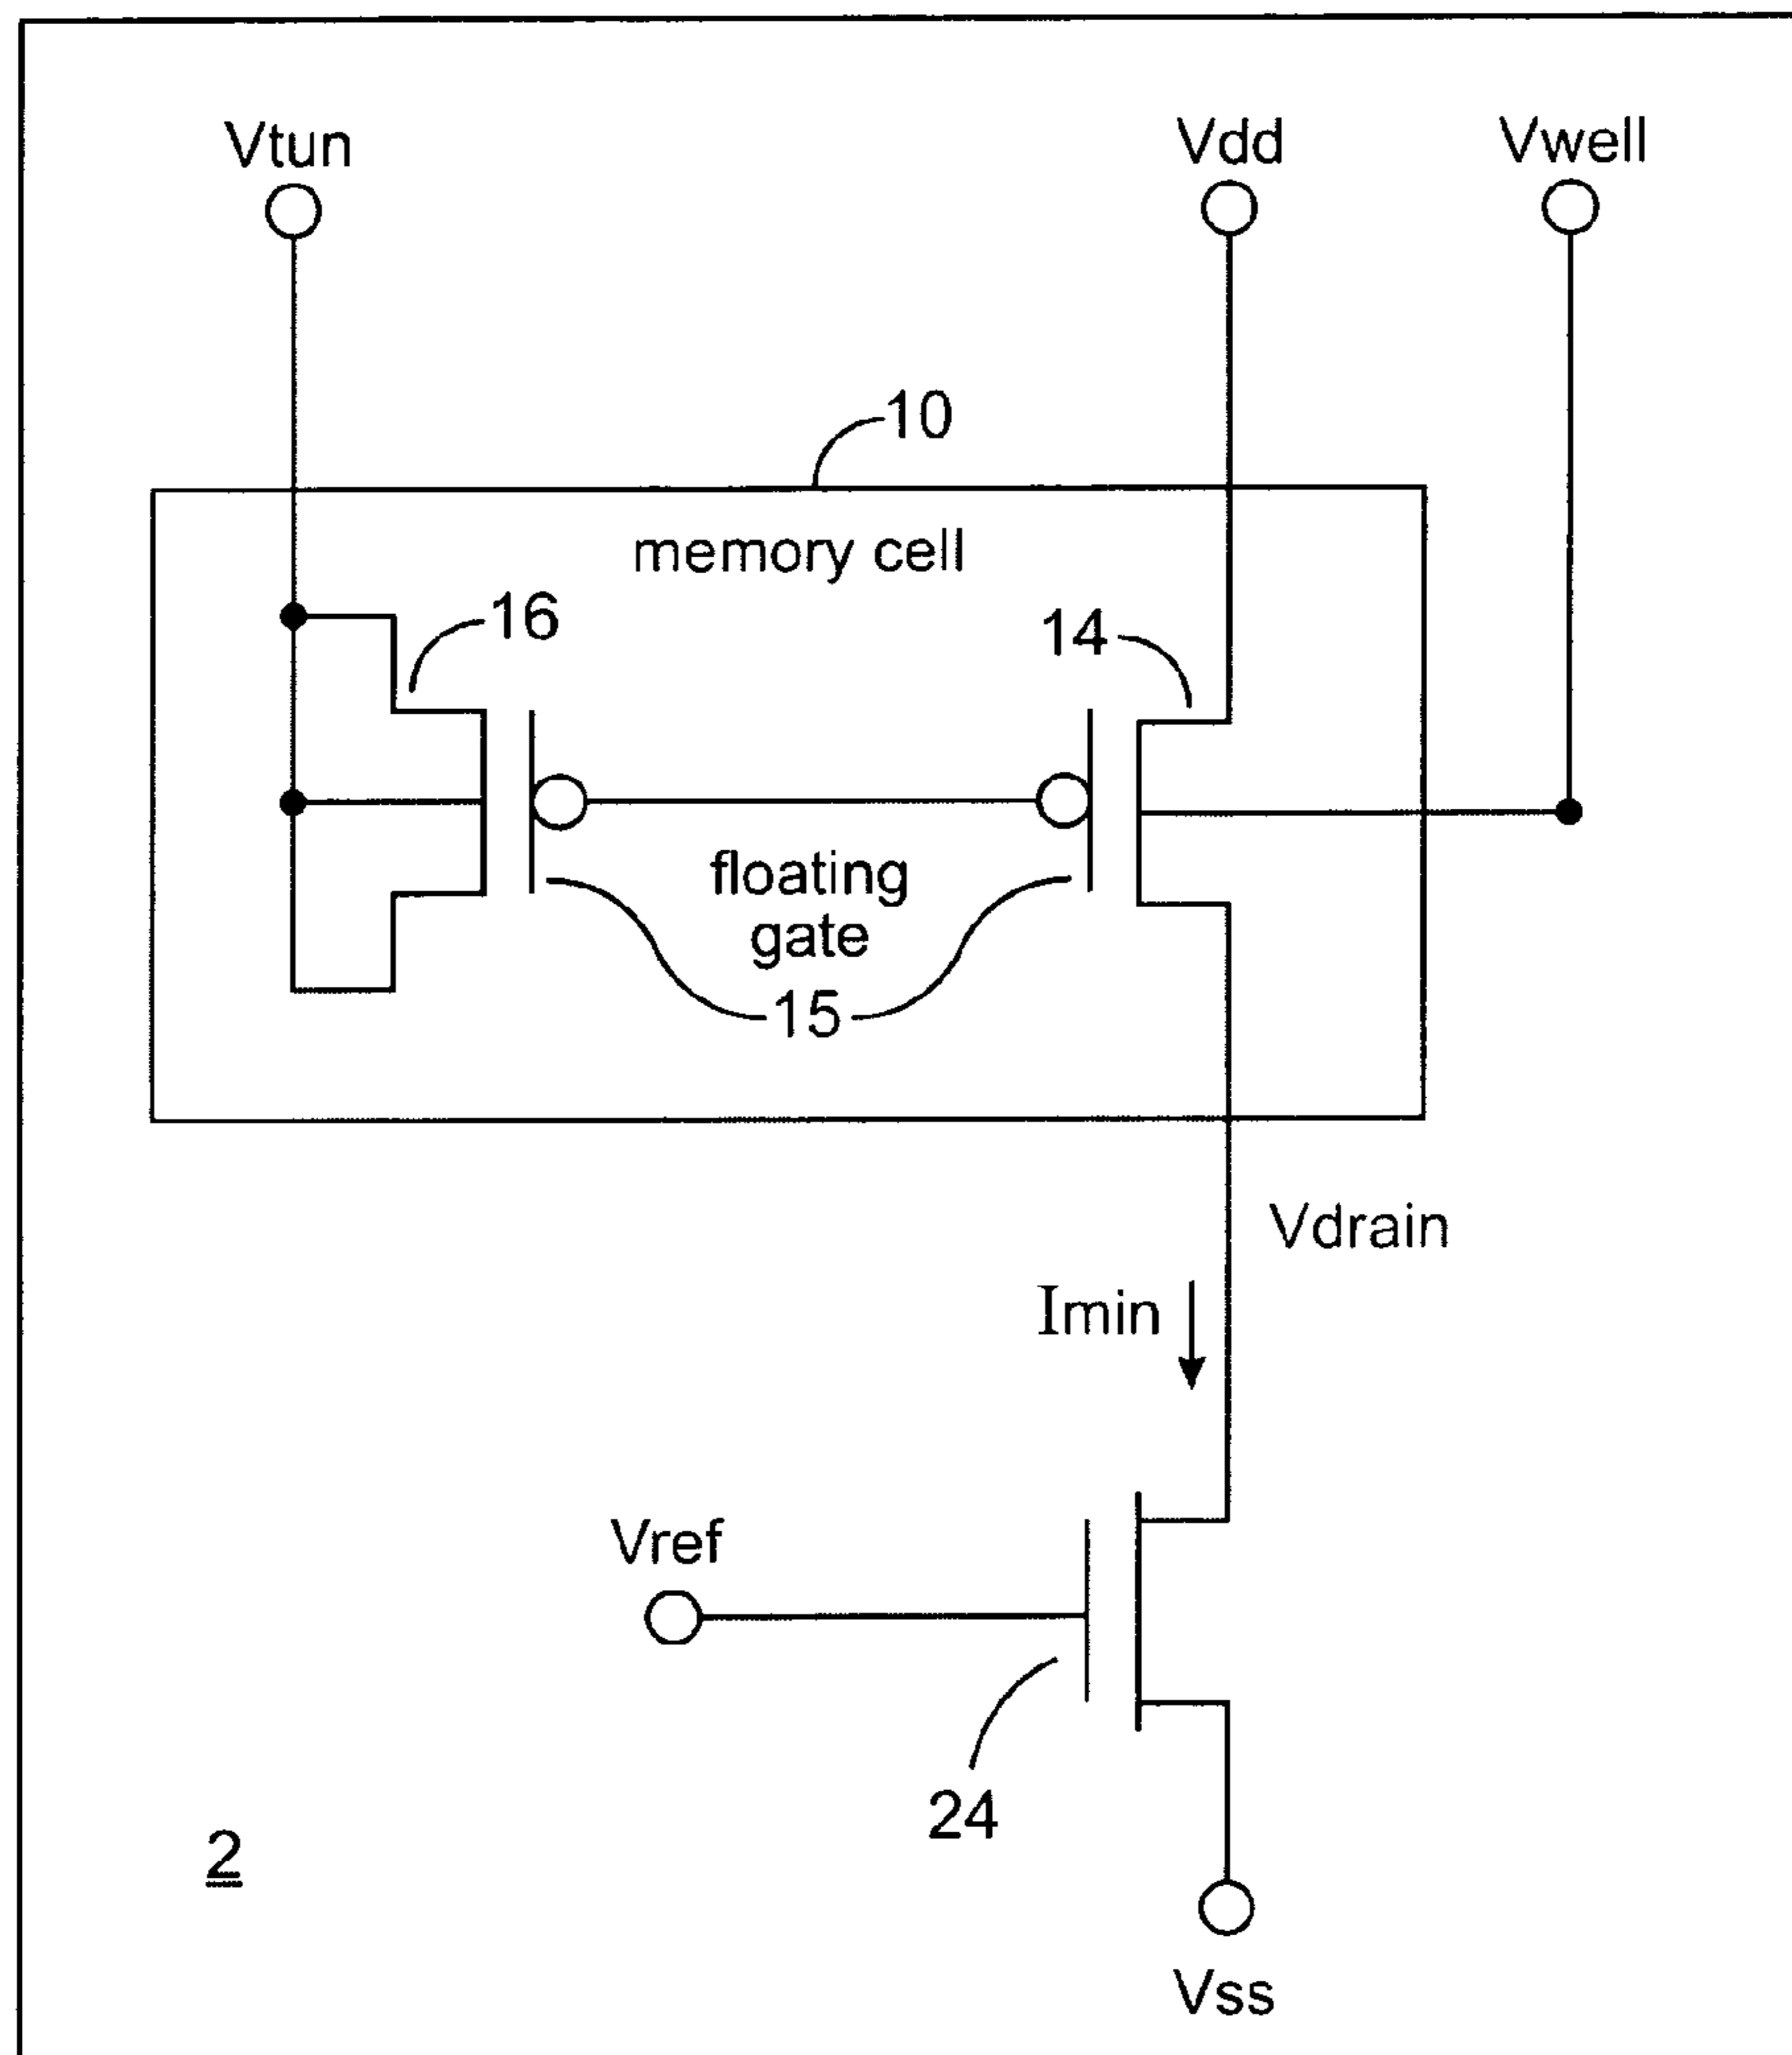 Vtun
Vdd
Vwell
10
memory cell
16
14
floating
gate
15
Vdrain
Imin
Vref
24
2
Vss